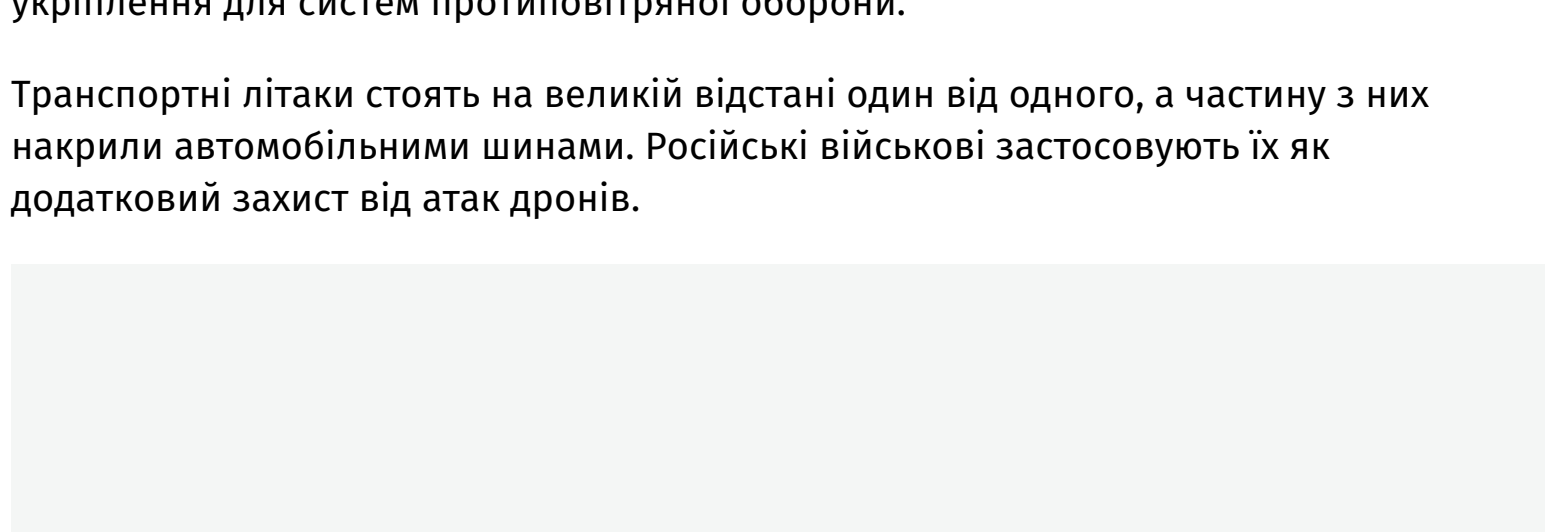 укріплення для систем протиповітряної оборони.
Транспортні літаки стоять на великій відстані один від одного, а частину з них
накрили автомобільними шинами. Російські військові застосовують їх як
додатковий захист від атак дронів.